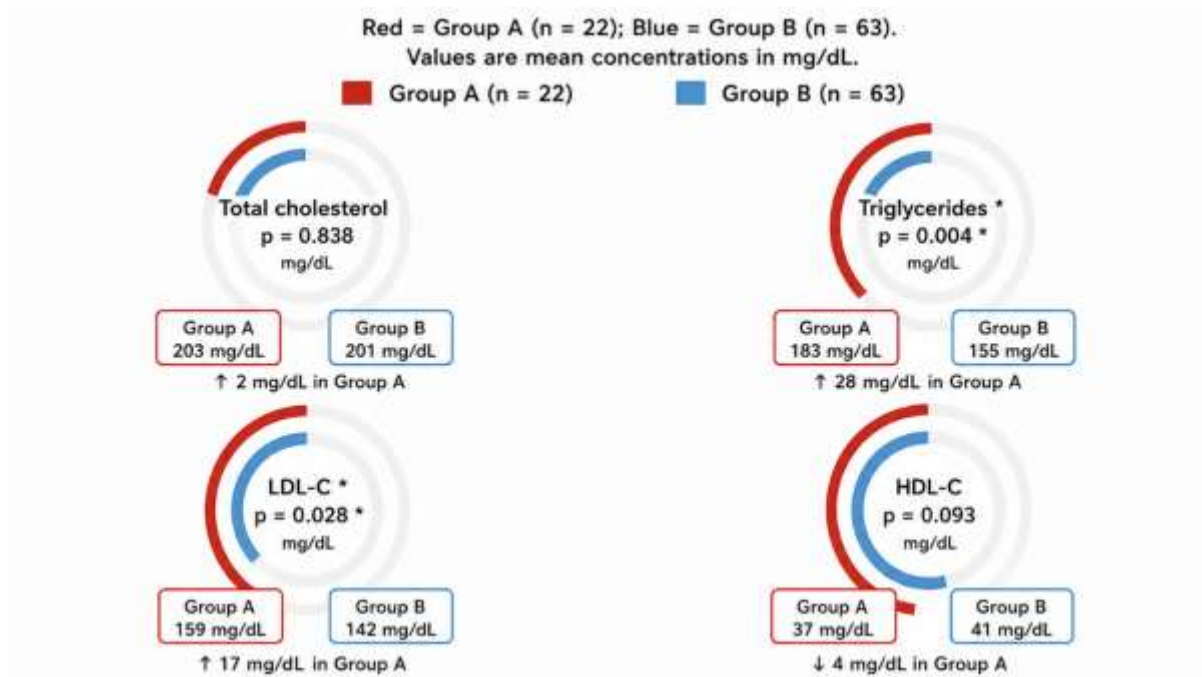 Red = Group A (n = 22); Blue = Group B (n = 63).
Values are mean concentrations in mg/dL.
Group A (n = 22)
Group B (n = 63)
Total cholesterol
p = 0.838
mg/dL
Group A
203 mg/dL
Group B
201 mg/dL
↑ 2 mg/dL in Group A
Triglycerides *
p = 0.004 *
mg/dL
Group A
183 mg/dL
Group B
155 mg/dL
↑ 28 mg/dL in Group A
LDL-C *
p = 0.028 *
mg/dL
Group A
159 mg/dL
Group B
142 mg/dL
↑ 17 mg/dL in Group A
HDL-C
p = 0.093
mg/dL
Group A
37 mg/dL
Group B
41 mg/dL
↓ 4 mg/dL in Group A